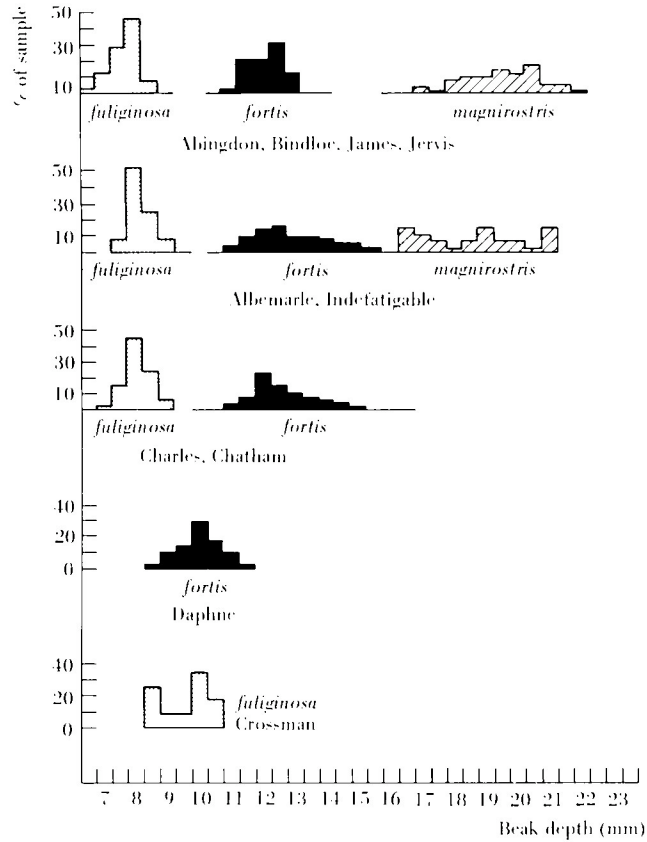 % of sample
50
30
10
fuliginosa fortis magnirostris
Abingdon, Bindloe, James, Jervis
50
30
10
fuliginosa fortis magnirostris
Albemarle, Indefatigable
50
30
10
fuliginosa fortis
Charles, Chatham
40
20
0
fortis
Daphne
40
20
0
fuliginosa
Crossman
7 8 9 10 11 12 13 14 15 16 17 18 19 20 21 22 23
Beak depth (mm)